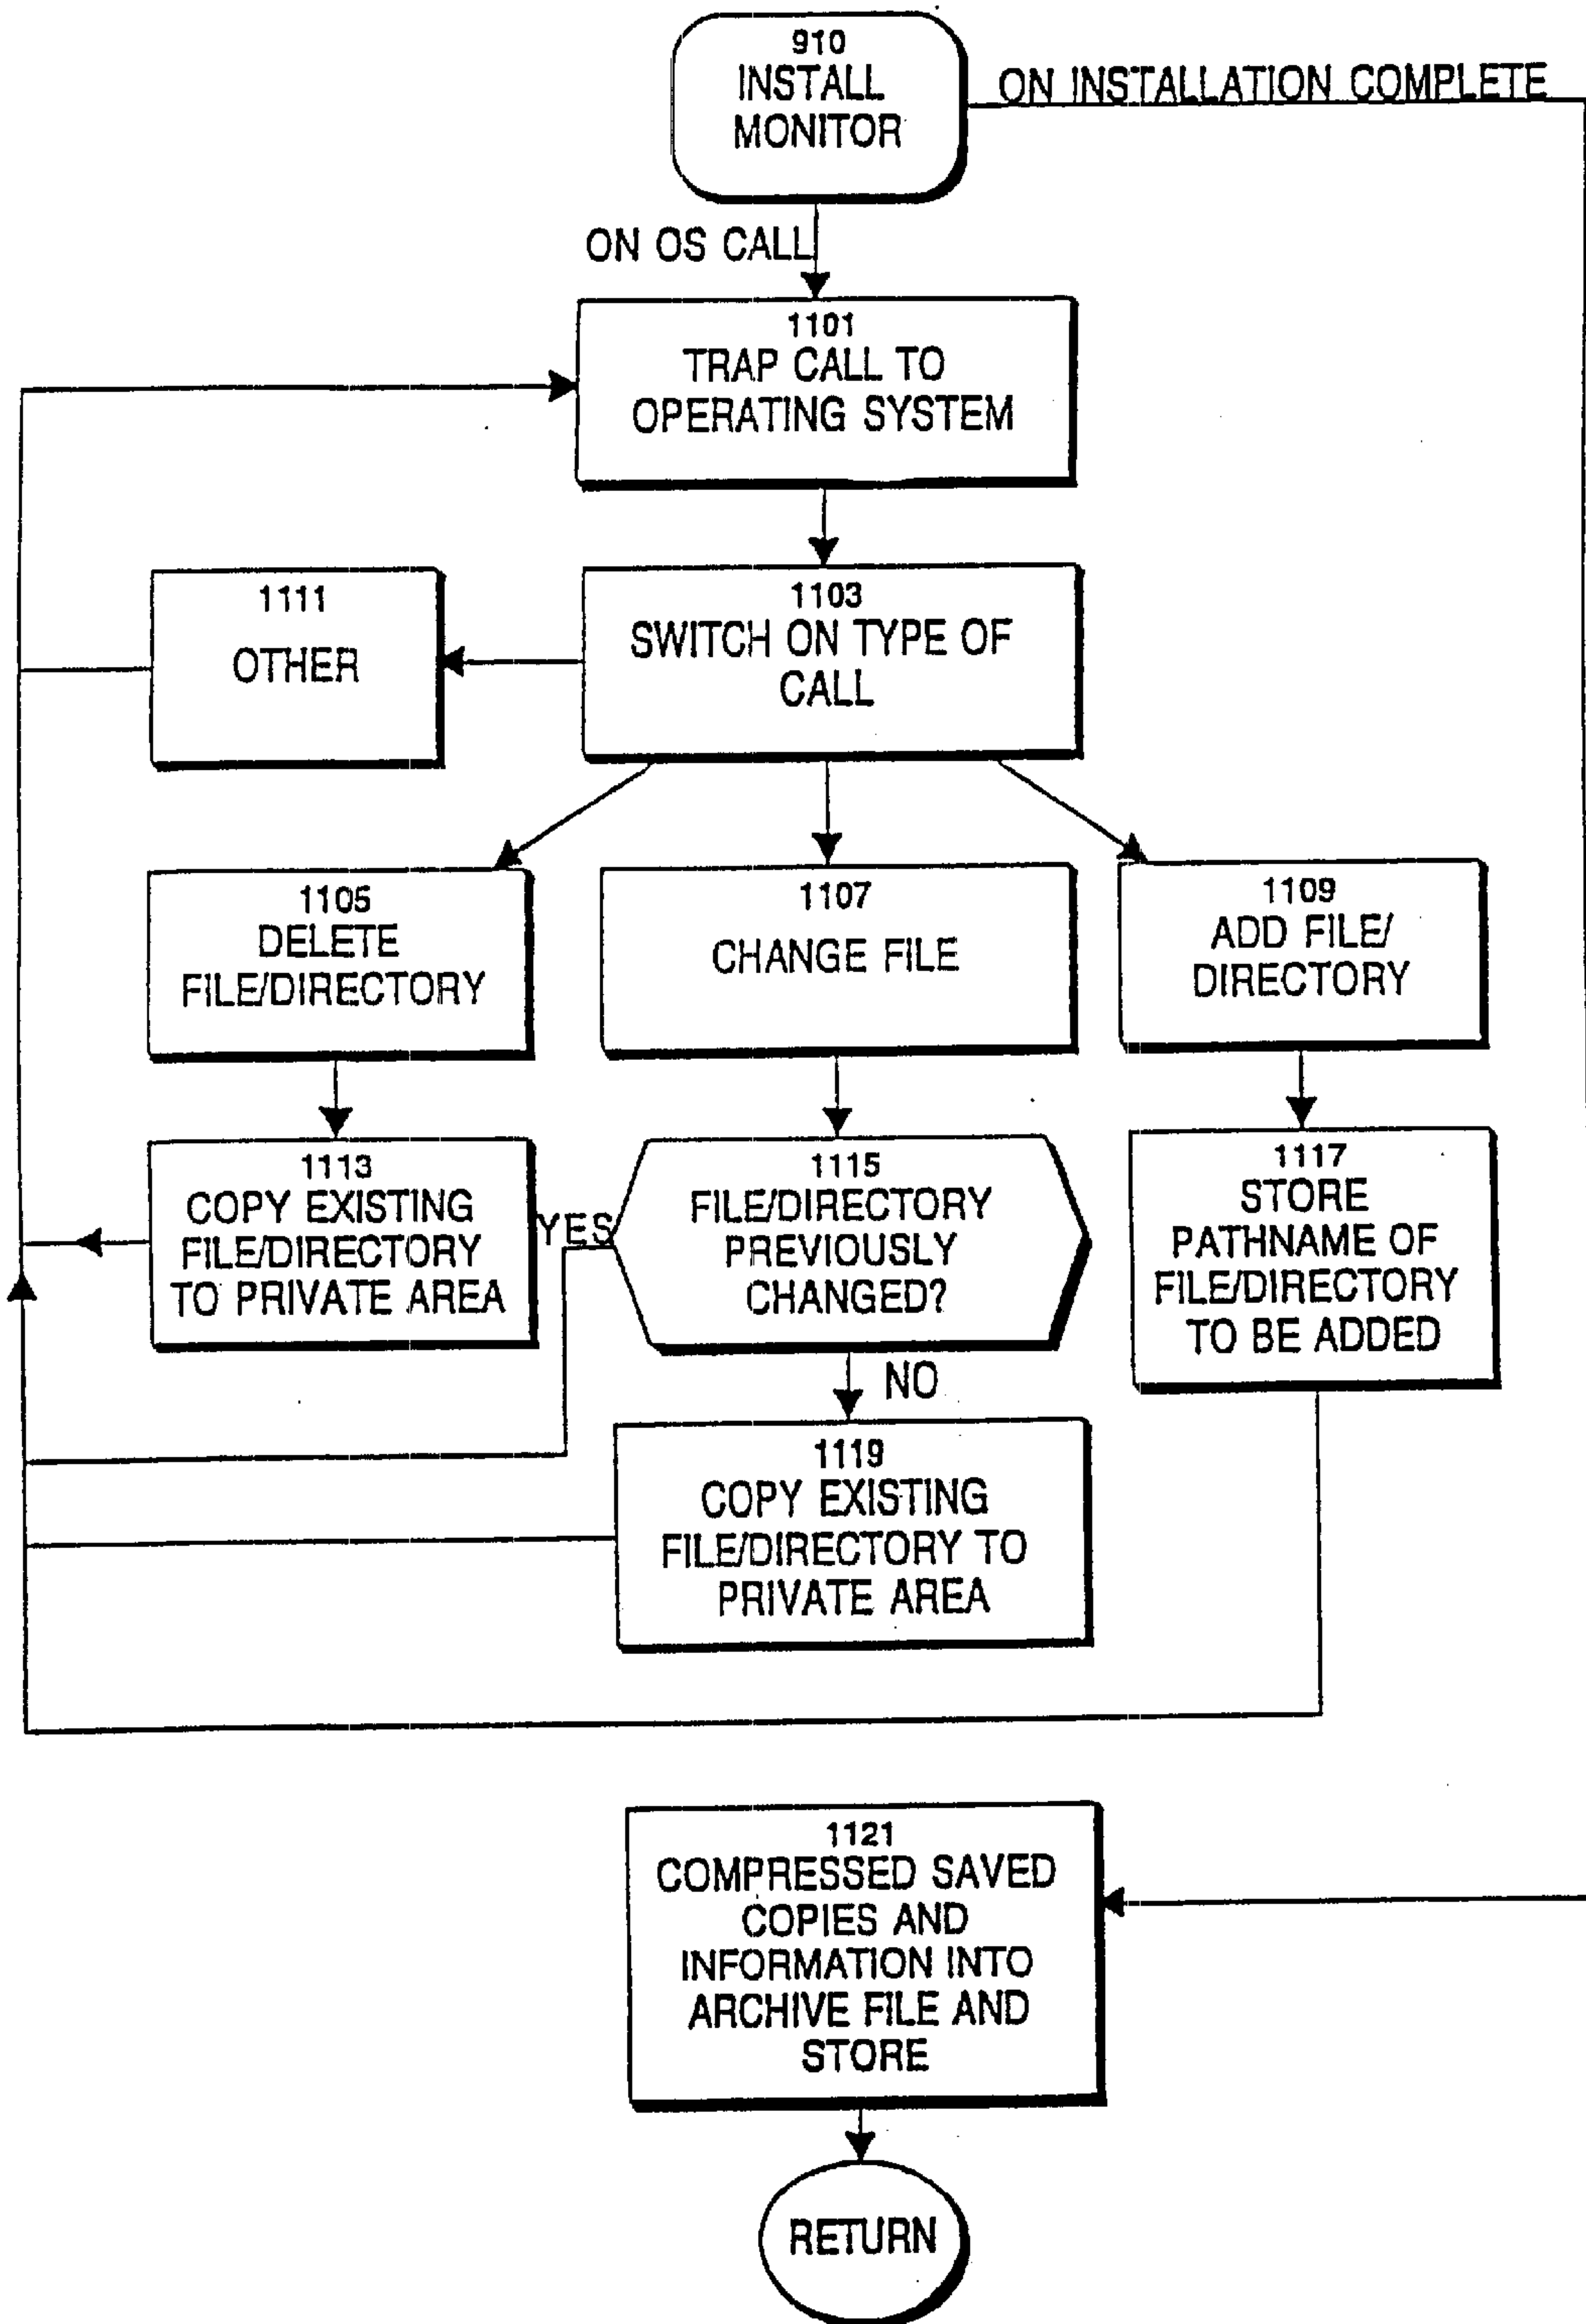 910
INSTALL
MONITOR
ON INSTALLATION COMPLETE
ON OS CALL
1101
TRAP CALL TO
OPERATING SYSTEM
1111
OTHER
1103
SWITCH ON TYPE OF
CALL
1105
DELETE
FILE/DIRECTORY
1107
CHANGE FILE
1109
ADD FILE/
DIRECTORY
1113
COPY EXISTING
FILE/DIRECTORY
TO PRIVATE AREA
YES
1115
FILE/DIRECTORY
PREVIOUSLY
CHANGED?
NO
1117
STORE
PATHNAME OF
FILE/DIRECTORY
TO BE ADDED
1119
COPY EXISTING
FILE/DIRECTORY TO
PRIVATE AREA
1121
COMPRESSED SAVED
COPIES AND
INFORMATION INTO
ARCHIVE FILE AND
STORE
RETURN